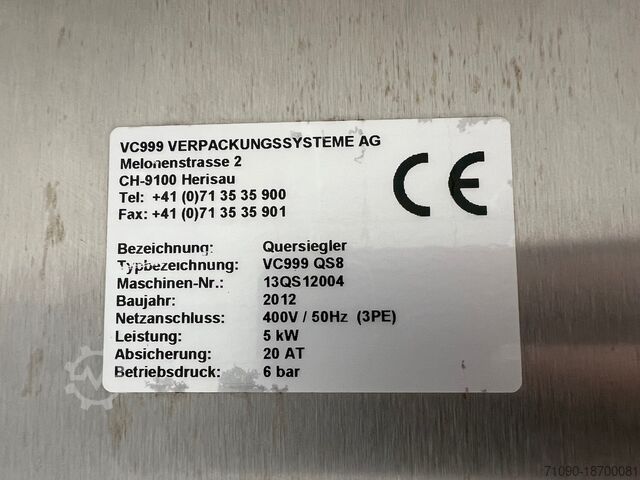 VC999 VERPACKUNGSSYSTEME AG
Melonenstrasse 2
CH-9100 Herisau
Tel: +41 (0)71 35 35 900
Fax: +41 (0)71 35 35 901
CE
Bezeichnung: Quersiegler
Typbezeichnung: VC999 QS8
Maschinen-Nr.: 13QS12004
Baujahr: 2012
Netzanschluss: 400V / 50Hz (3PE)
Leistung: 5 kW
Absicherung: 20 AT
Betriebsdruck: 6 bar
71090-18700081